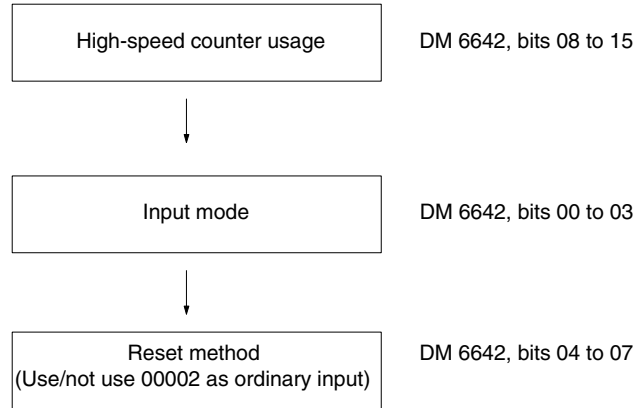 High-speed counter usage DM 6642, bits 08 to 15
Input mode DM 6642, bits 00 to 03
Reset method DM 6642, bits 04 to 07
(Use/not use 00002 as ordinary input)